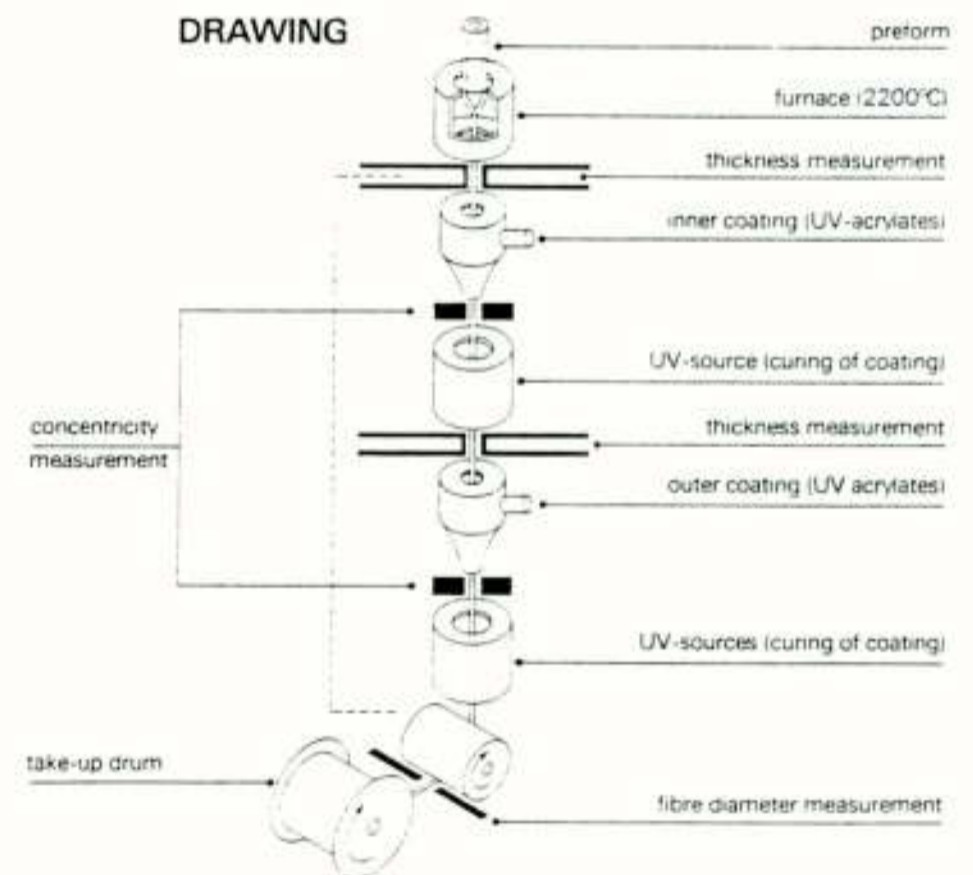 DRAWING
preform
furnace (2200°C)
thickness measurement
inner coating (UV-acrylates)
UV-source (curing of coating)
concentricity
measurement
thickness measurement
outer coating (UV acrylates)
UV-sources (curing of coating)
take-up drum
fibre diameter measurement